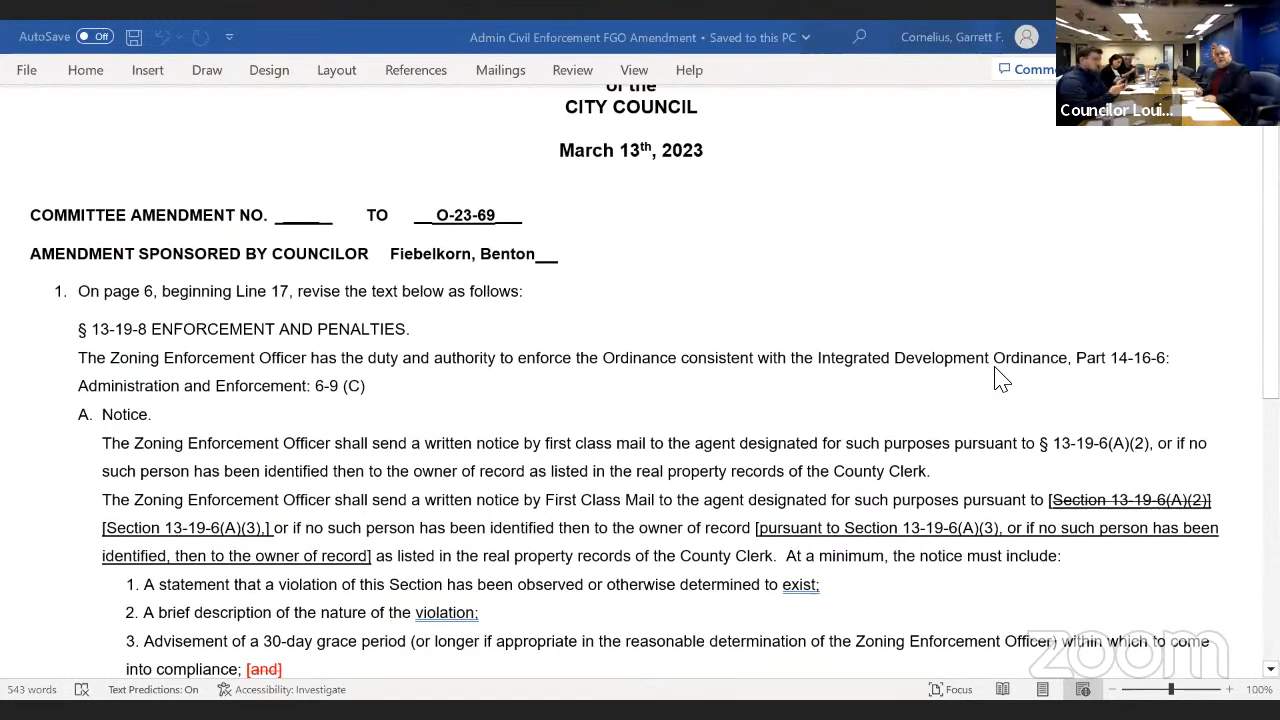 AutoSave Off
Admin Civil Enforcement FGO Amendment • Saved to this PC
Cornelius, Garrett F.
File Home Insert Draw Design Layout References Mailings Review View Help
Comme
Councilor Loui...
of the
CITY COUNCIL
March 13th, 2023
COMMITTEE AMENDMENT NO. _____ TO __O-23-69___
AMENDMENT SPONSORED BY COUNCILOR Fiebelkorn, Benton__
1. On page 6, beginning Line 17, revise the text below as follows:
§ 13-19-8 ENFORCEMENT AND PENALTIES.
The Zoning Enforcement Officer has the duty and authority to enforce the Ordinance consistent with the Integrated Development Ordinance, Part 14-16-6:
Administration and Enforcement: 6-9 (C)
A. Notice.
The Zoning Enforcement Officer shall send a written notice by first class mail to the agent designated for such purposes pursuant to § 13-19-6(A)(2), or if no
such person has been identified then to the owner of record as listed in the real property records of the County Clerk.
The Zoning Enforcement Officer shall send a written notice by First Class Mail to the agent designated for such purposes pursuant to [Section 13-19-6(A)(2)]
[Section 13-19-6(A)(3),] or if no such person has been identified then to the owner of record [pursuant to Section 13-19-6(A)(3), or if no such person has been
identified, then to the owner of record] as listed in the real property records of the County Clerk. At a minimum, the notice must include:
1. A statement that a violation of this Section has been observed or otherwise determined to exist;
2. A brief description of the nature of the violation;
3. Advisement of a 30-day grace period (or longer if appropriate in the reasonable determination of the Zoning Enforcement Officer) within which to come
into compliance; [and]
zoom
543 words Text Predictions: On Accessibility: Investigate Focus 100%